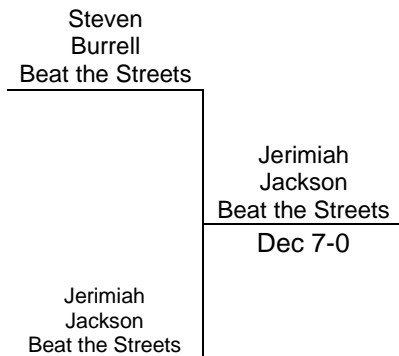 Steven
Burrell
Beat the Streets
Jerimiah
Jackson
Beat the Streets
Dec 7-0
Jerimiah
Jackson
Beat the Streets